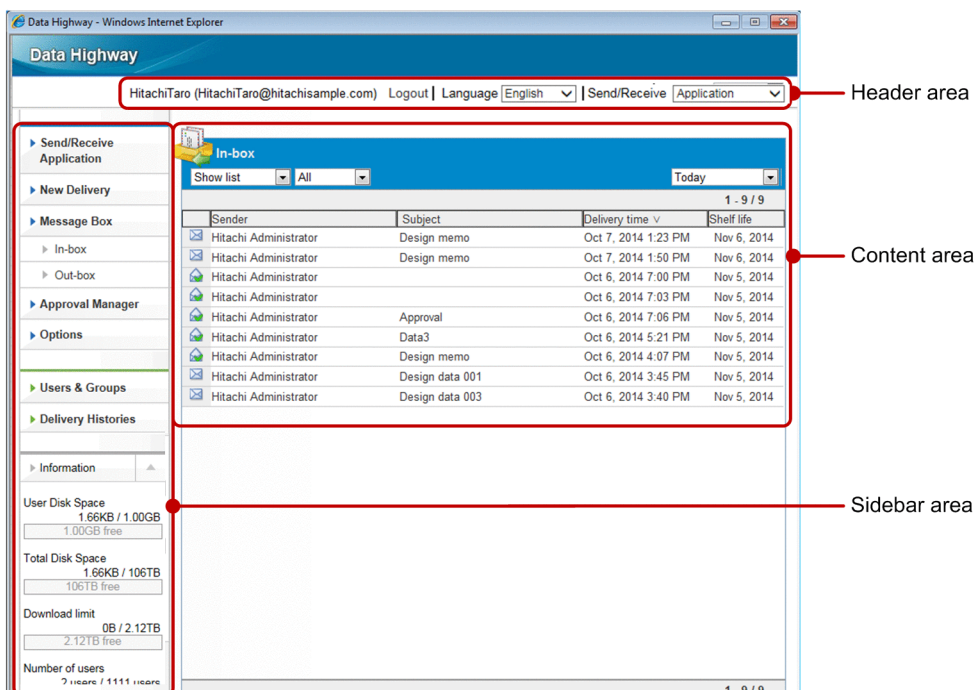 Data Highway - Windows Internet Explorer
Data Highway
HitachiTaro (HitachiTaro@hitachisample.com) Logout | Language English | Send/Receive Application
Header area
Send/Receive
Application
New Delivery
Message Box
In-box
Out-box
Approval Manager
Options
Users & Groups
Delivery Histories
Information
User Disk Space
1.66KB / 1.00GB
1.00GB free
Total Disk Space
1.66KB / 106TB
106TB free
Download limit
0B / 2.12TB
2.12TB free
Number of users
2 users / 1111 users
In-box
Show list All Today
1 - 9 / 9
Sender Subject Delivery time ∨ Shelf life
Hitachi Administrator Design memo Oct 7, 2014 1:23 PM Nov 6, 2014
Hitachi Administrator Design memo Oct 7, 2014 1:50 PM Nov 6, 2014
Hitachi Administrator Oct 6, 2014 7:00 PM Nov 5, 2014
Hitachi Administrator Oct 6, 2014 7:03 PM Nov 5, 2014
Hitachi Administrator Approval Oct 6, 2014 7:06 PM Nov 5, 2014
Hitachi Administrator Data3 Oct 6, 2014 5:21 PM Nov 5, 2014
Hitachi Administrator Design memo Oct 6, 2014 4:07 PM Nov 5, 2014
Hitachi Administrator Design data 001 Oct 6, 2014 3:45 PM Nov 5, 2014
Hitachi Administrator Design data 003 Oct 6, 2014 3:40 PM Nov 5, 2014
1 - 9 / 9
Content area
Sidebar area